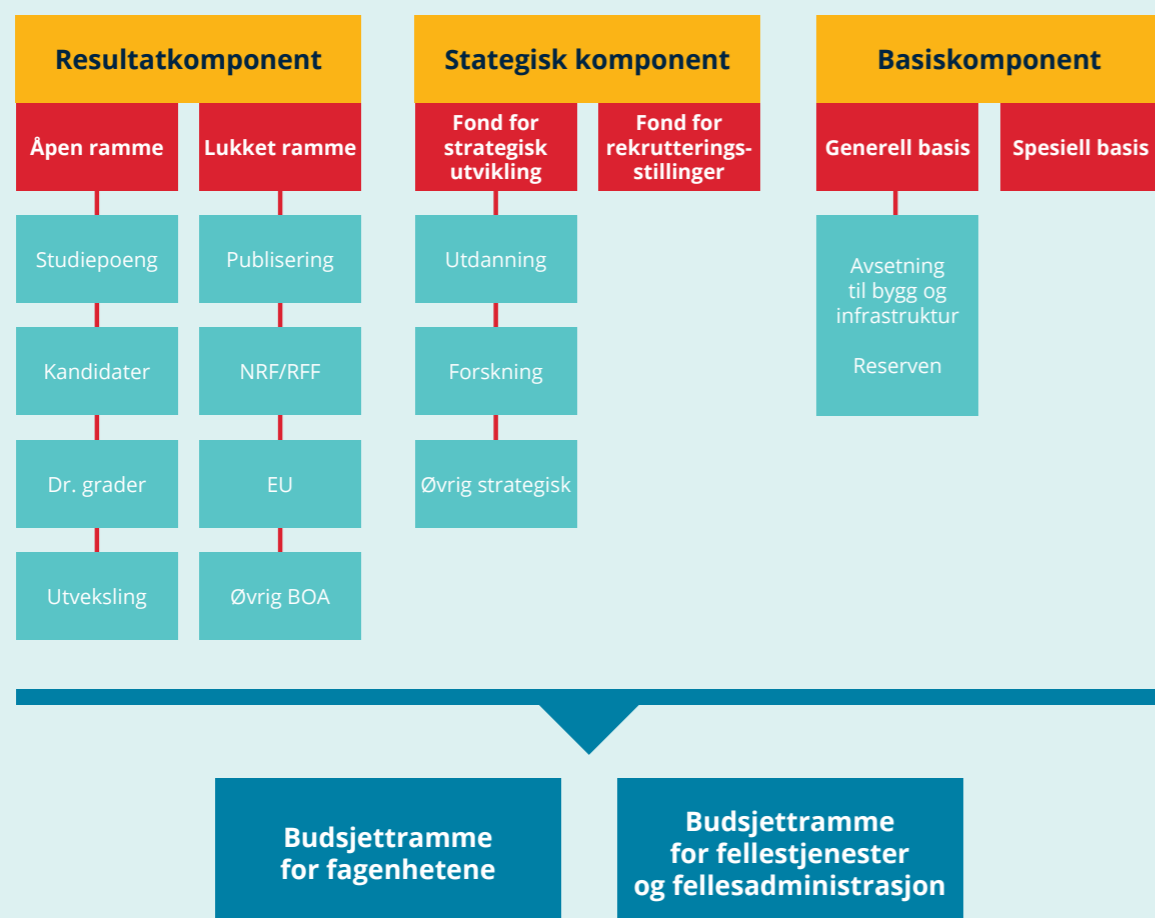 Resultatkomponent
Åpen ramme
Lukket ramme
Studiepoeng
Publisering
Kandidater
NRF/RFF
Dr. grader
EU
Utveksling
Øvrig BOA
Stategisk komponent
Fond for
strategisk
utvikling
Fond for
rekrutterings-
stillinger
Utdanning
Forskning
Øvrig strategisk
Basiskomponent
Generell basis
Spesiell basis
Avsetning
til bygg og
infrastruktur
Reserven
Budsjettramme
for fagenhetene
Budsjettramme
for fellestjenester
og fellesadministrasjon